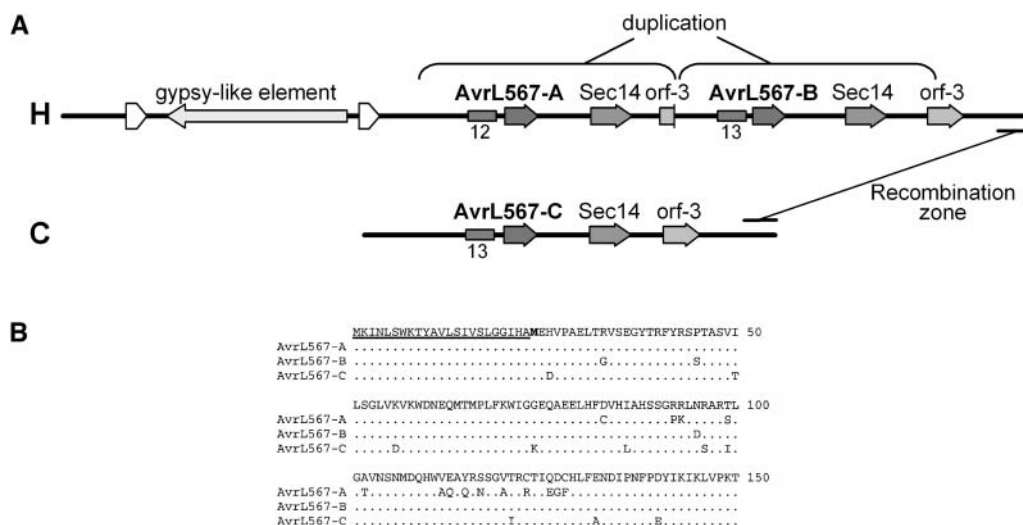 A
duplication
gypsy-like element
AvrL567-A Sec14 orf-3 AvrL567-B Sec14 orf-3
H
12 13
Recombination
zone
AvrL567-C Sec14 orf-3
C
13
B
MKINLSWKTYAVLSIVSLGGIHAMEHVPAELTRVSEGYTRFYRSPTASVI 50
AvrL567-A ..................................................
AvrL567-B ................................G...........S.....
AvrL567-C .........................D.......................T
LSGLVKVKWDNEQMTMPLFKWIGGEQAEELHFDVHIAHSSGRRLNRARTL 100
AvrL567-A ................................C........PK.....S.
AvrL567-B ............................................D.....
AvrL567-C .....D.................K...........L.........S..I.
GAVNSNMDQHWVEAYRSSGVTRCTIQDCHLFENDIPNFPDYIKIKLVPKT 150
AvrL567-A .T.........AQ.Q.N..A..R..EGF......................
AvrL567-B ..................................................
AvrL567-C ....................I..........A.......D..........